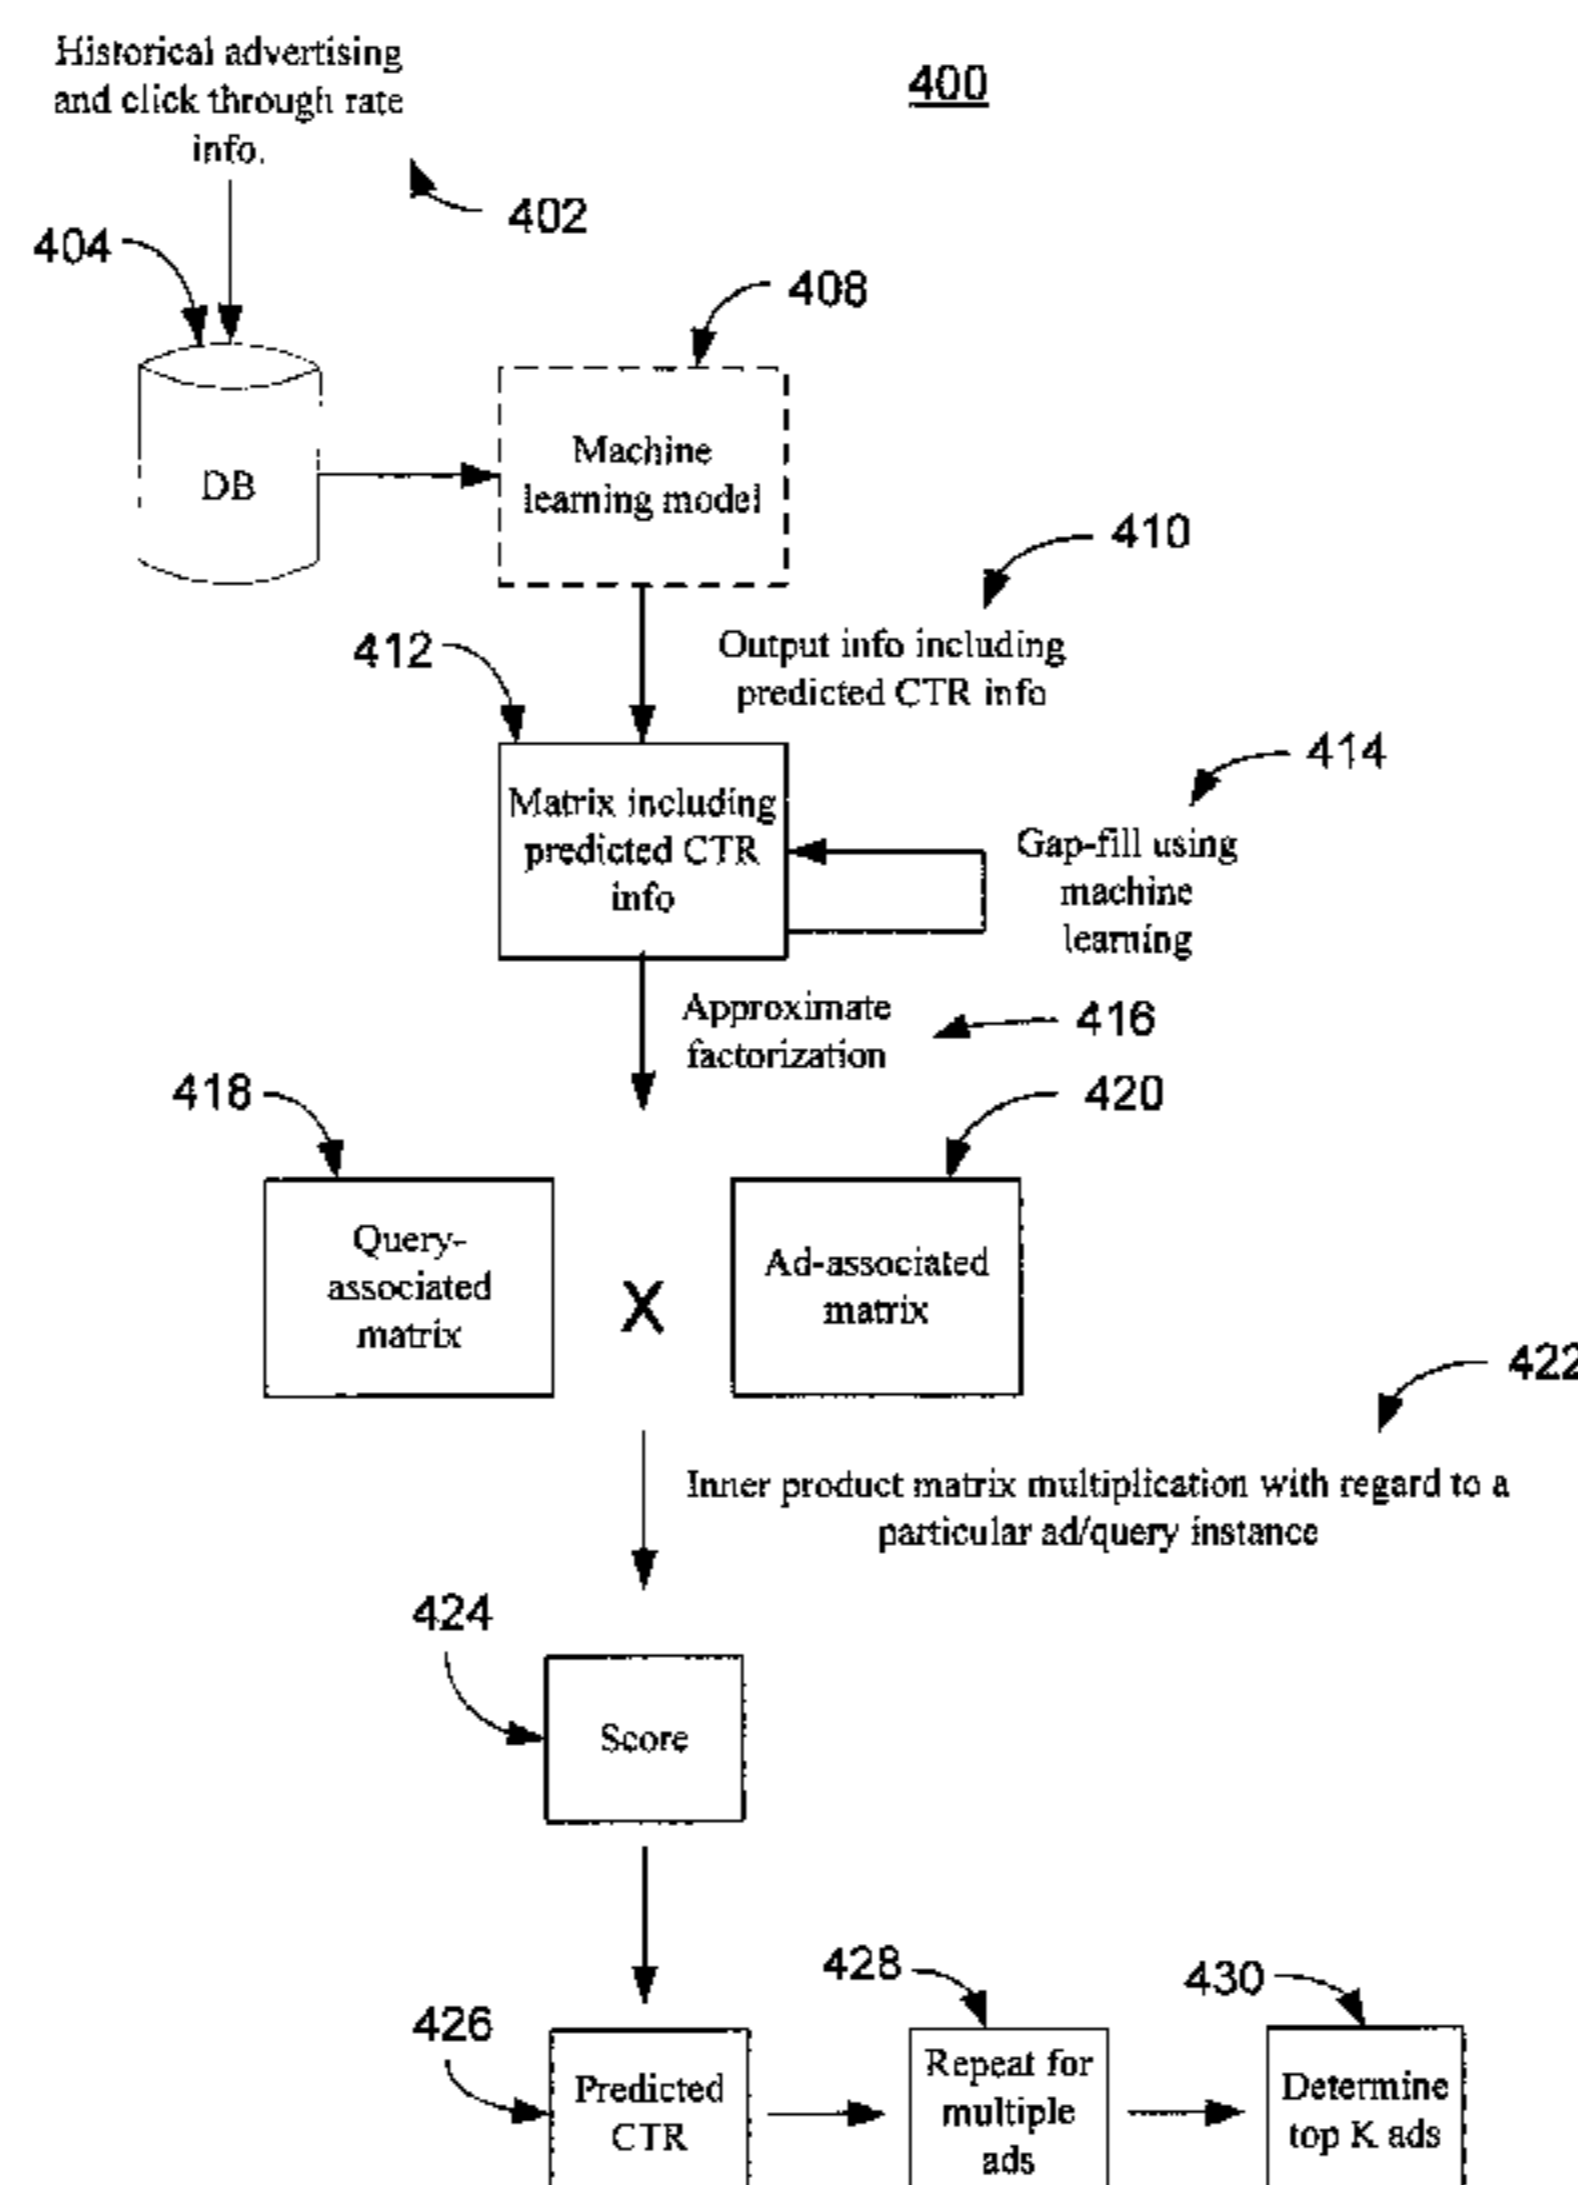 Historical advertising
and click through rate
info.
400
402
404
408
DB
Machine
learning model
410
412
Output info including
predicted CTR info
414
Matrix including
predicted CTR
info
Gap-fill using
machine
learning
Approximate
factorization
416
418
420
Query-
associated
matrix
X
Ad-associated
matrix
422
Inner product matrix multiplication with regard to a
particular ad/query instance
424
Score
426
428
430
Predicted
CTR
Repeat for
multiple
ads
Determine
top K ads